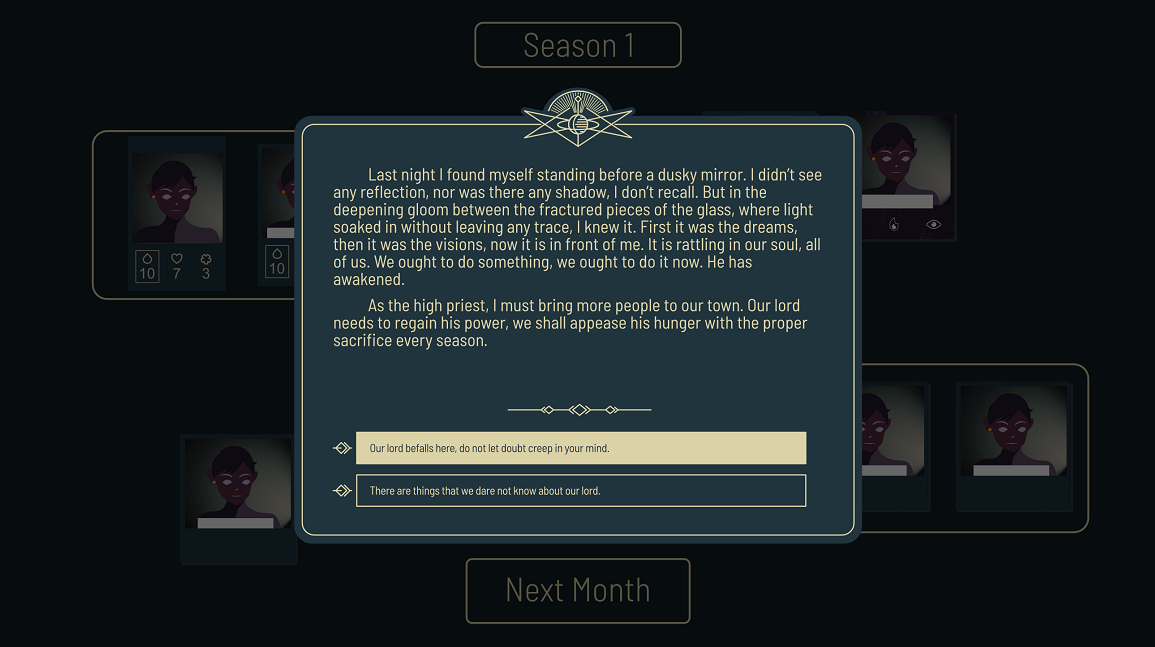 Season 1
Last night I found myself standing before a dusky mirror. I didn't see
any reflection, nor was there any shadow, I don't recall. But in the
deepening gloom between the fractured pieces of the glass, where light
soaked in without leaving any trace, I knew it. First it was the dreams,
then it was the visions, now it is in front of me. It is rattling in our soul, all
of us. We ought to do something, we ought to do it now. He has
awakened.
As the high priest, I must bring more people to our town. Our lord
needs to regain his power, we shall appease his hunger with the proper
sacrifice every season.
10 7 3
10
Our lord befalls here, do not let doubt creep in your mind.
There are things that we dare not know about our lord.
Next Month